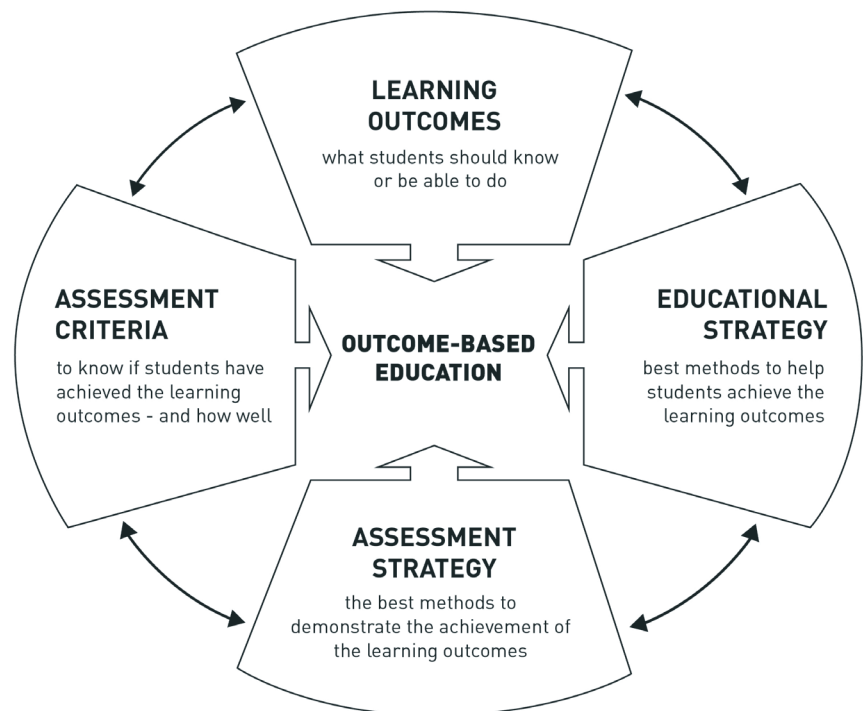 LEARNING
OUTCOMES
what students should know
or be able to do
ASSESSMENT
CRITERIA
to know if students have
achieved the learning
outcomes - and how well
OUTCOME-BASED
EDUCATION
EDUCATIONAL
STRATEGY
best methods to help
students achieve the
learning outcomes
ASSESSMENT
STRATEGY
the best methods to
demonstrate the achievement of
the learning outcomes